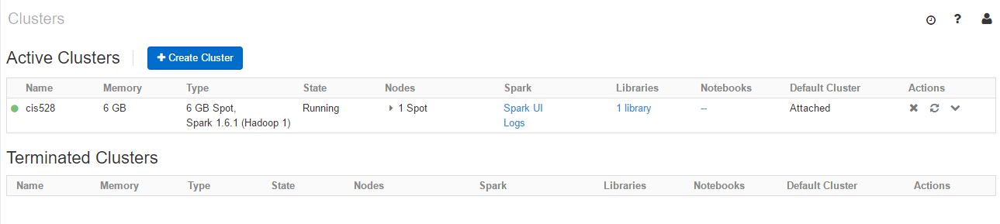 Clusters
?
Active Clusters
Create Cluster
Name Memory Type State Nodes Spark Libraries Notebooks Default Cluster Actions
cis528 6 GB 6 GB Spot, Running 1 Spot Spark UI 1 library -- Attached
Spark 1.6.1 (Hadoop 1) Logs
Terminated Clusters
Name Memory Type State Nodes Spark Libraries Notebooks Default Cluster Actions